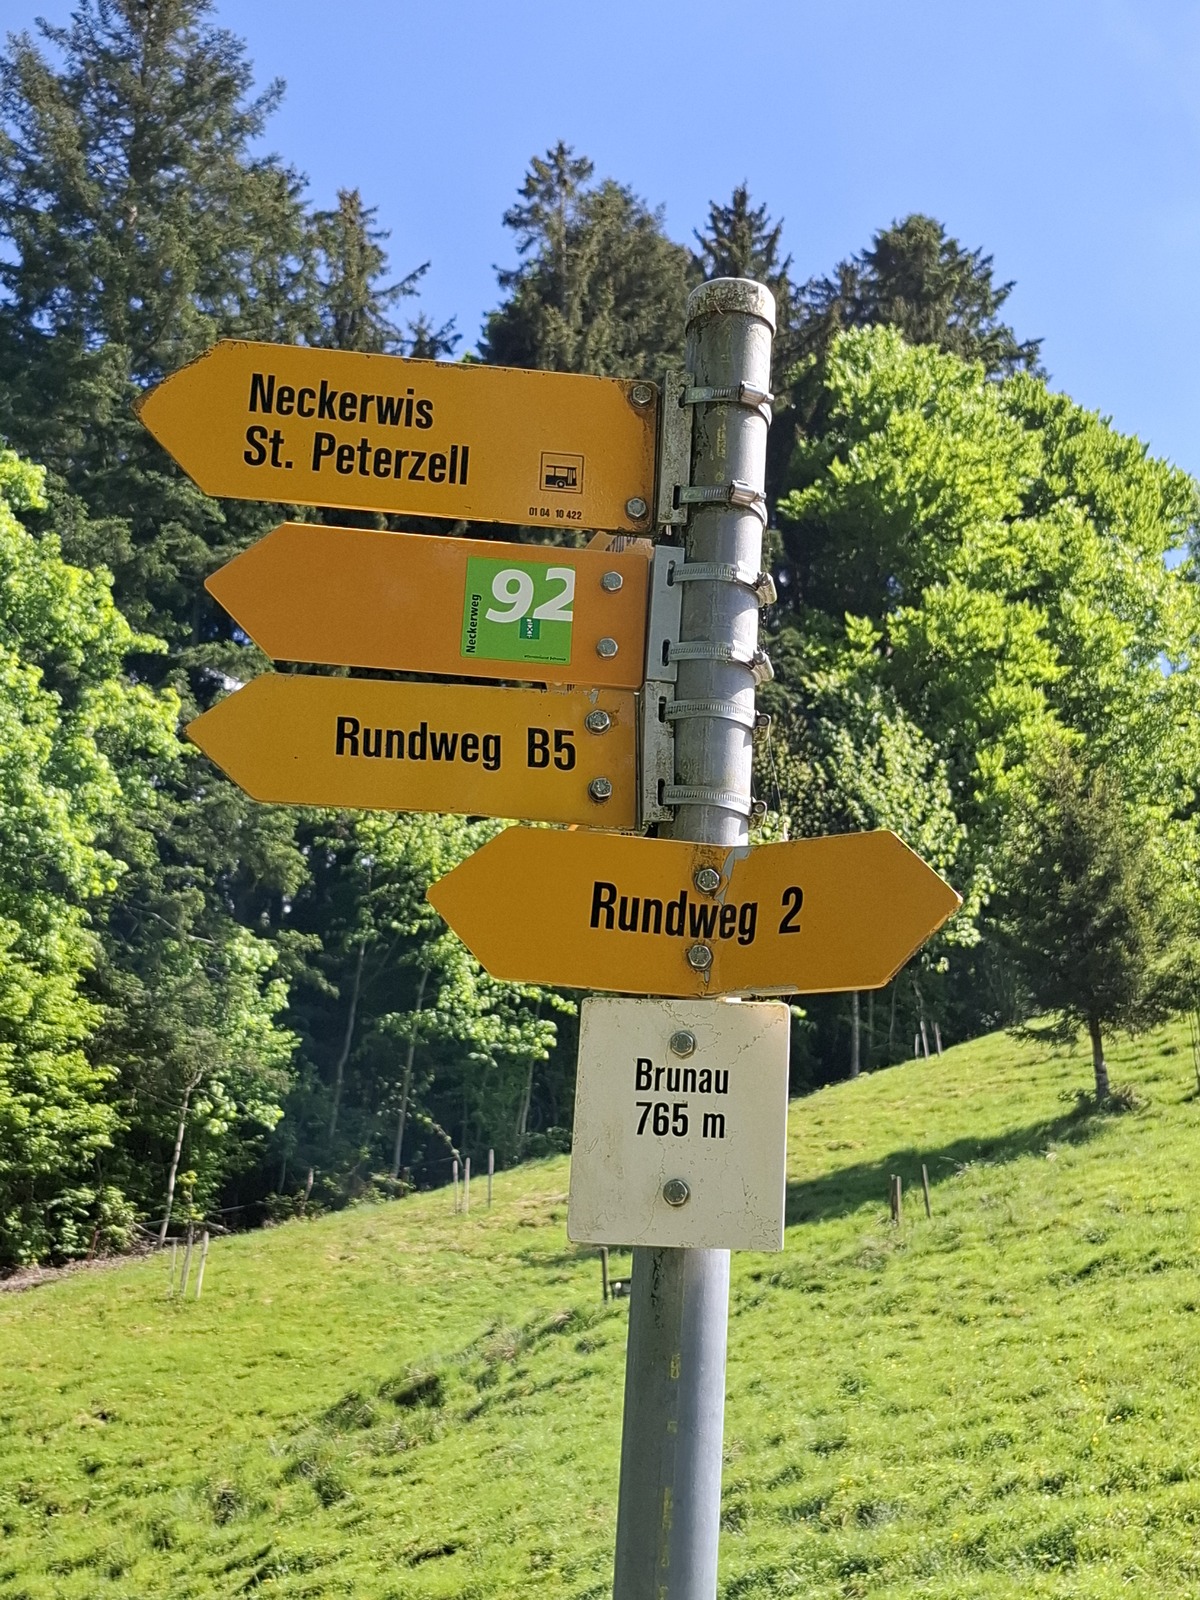 Neckerwis
St. Peterzell
01 04 10 422
92
Neckerweg
Rundweg B5
Rundweg 2
Brunau
765 m